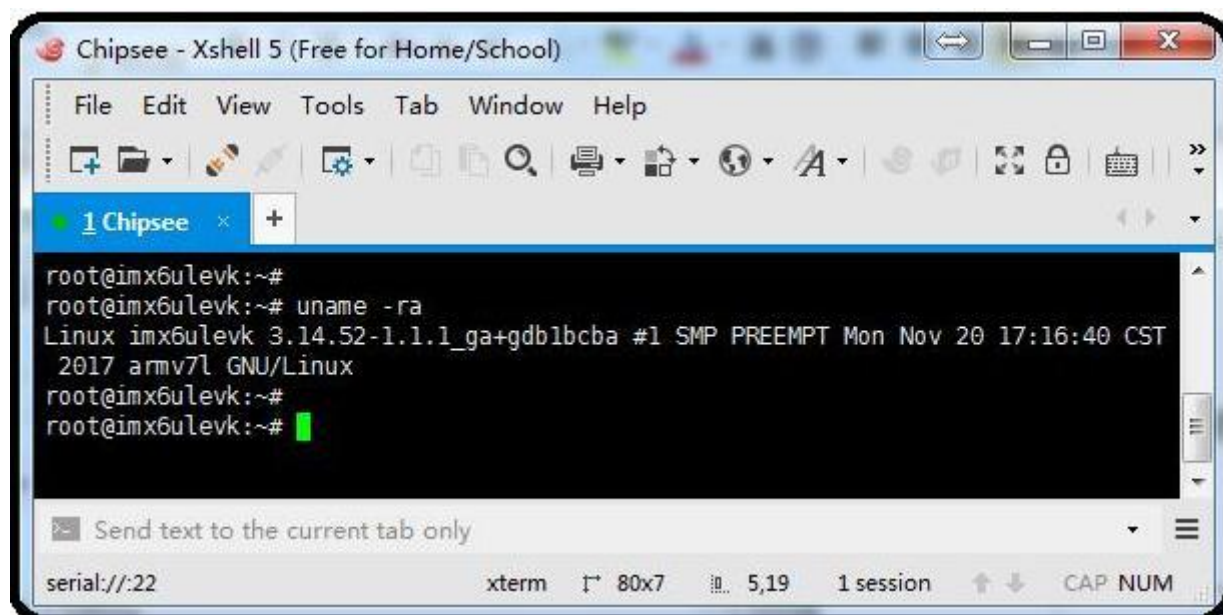 Chipsee - Xshell 5 (Free for Home/School)
File Edit View Tools Tab Window Help
1 Chipsee × +
root@imx6ulevk:~#
root@imx6ulevk:~# uname -ra
Linux imx6ulevk 3.14.52-1.1.1_ga+gdb1bcba #1 SMP PREEMPT Mon Nov 20 17:16:40 CST
2017 armv7l GNU/Linux
root@imx6ulevk:~#
root@imx6ulevk:~#
Send text to the current tab only
serial://:22 xterm 80x7 5,19 1 session CAP NUM